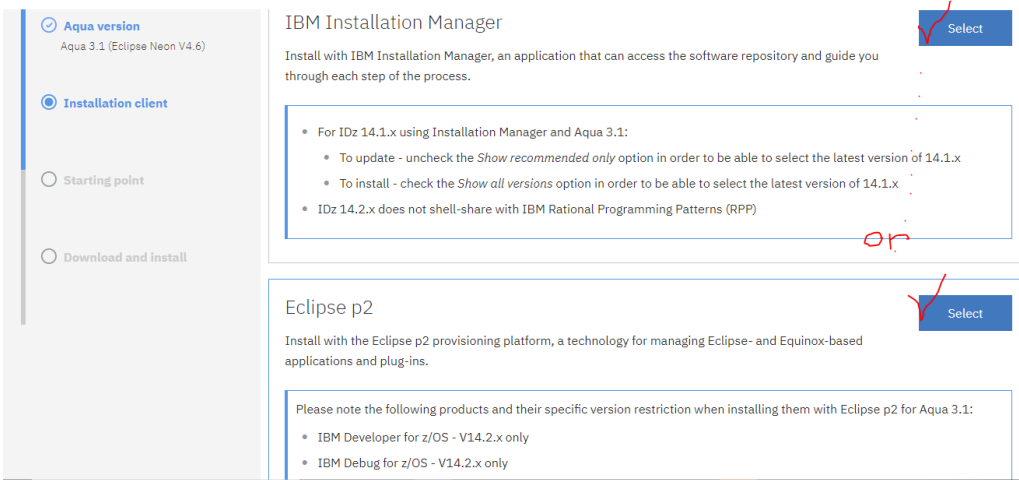 Aqua version
Aqua 3.1 (Eclipse Neon V4.6)
Installation client
Starting point
Download and install
IBM Installation Manager
Select
Install with IBM Installation Manager, an application that can access the software repository and guide you
through each step of the process.
For IDz 14.1.x using Installation Manager and Aqua 3.1:
To update - uncheck the Show recommended only option in order to be able to select the latest version of 14.1.x
To install - check the Show all versions option in order to be able to select the latest version of 14.1.x
IDz 14.2.x does not shell-share with IBM Rational Programming Patterns (RPP)
or
Eclipse p2
Select
Install with the Eclipse p2 provisioning platform, a technology for managing Eclipse- and Equinox-based
applications and plug-ins.
Please note the following products and their specific version restriction when installing them with Eclipse p2 for Aqua 3.1:
IBM Developer for z/OS - V14.2.x only
IBM Debug for z/OS - V14.2.x only